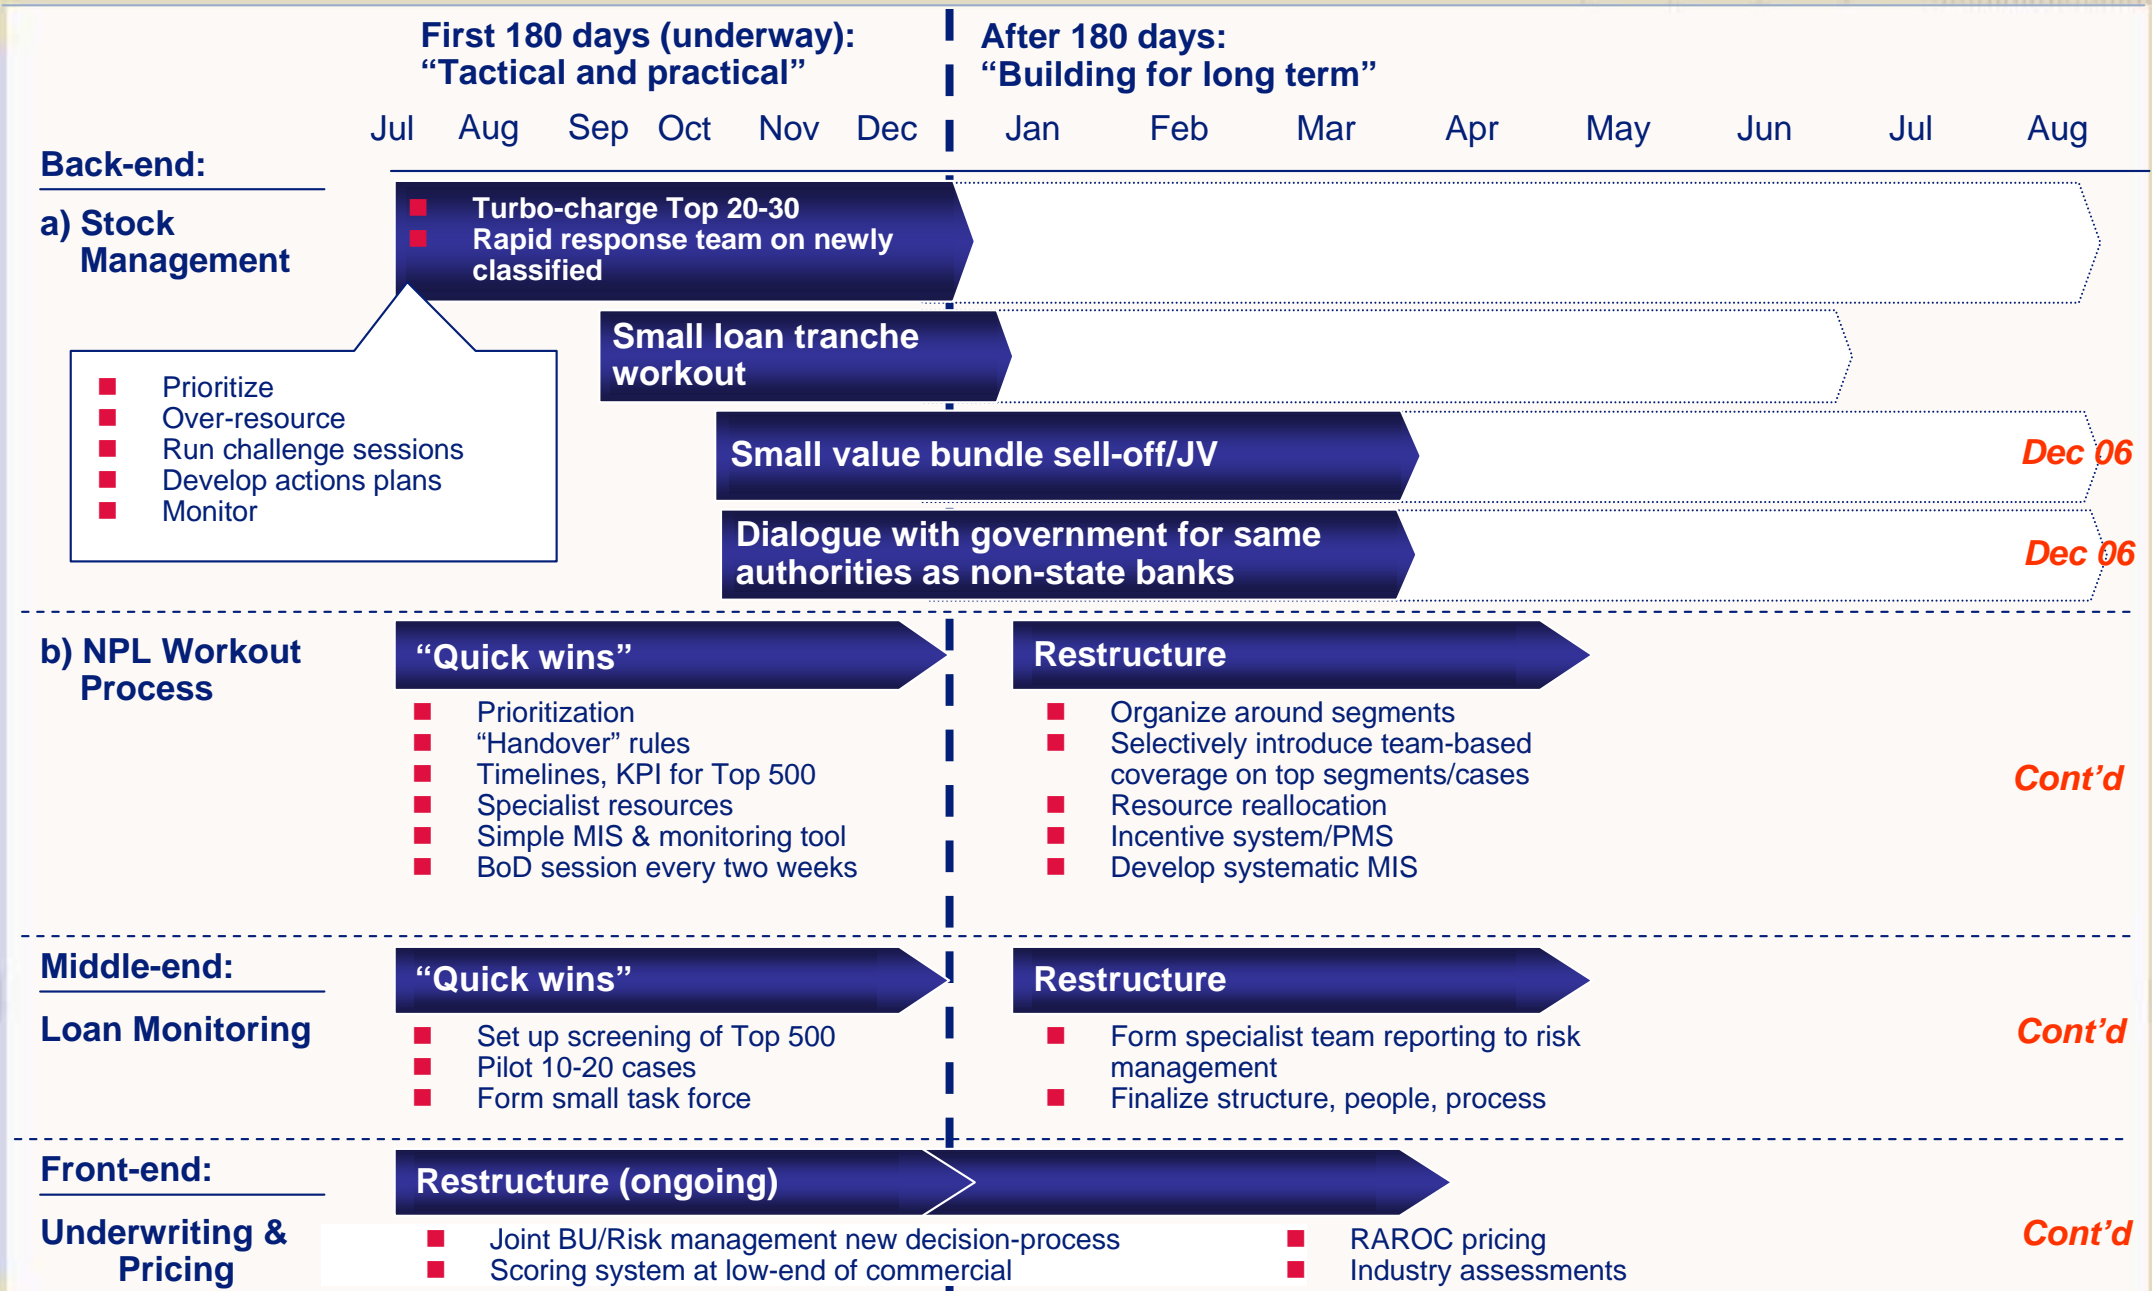 First 180 days (underway):
“Tactical and practical”
After 180 days:
“Building for long term”
Jul Aug Sep Oct Nov Dec Jan Feb Mar Apr May Jun Jul Aug
Back-end:
a) Stock
Management
Turbo-charge Top 20-30
Rapid response team on newly
classified
Prioritize
Over-resource
Run challenge sessions
Develop actions plans
Monitor
Small loan tranche
workout
Small value bundle sell-off/JV
Dec 06
Dialogue with government for same
authorities as non-state banks
Dec 06
b) NPL Workout
Process
“Quick wins”
Prioritization
“Handover” rules
Timelines, KPI for Top 500
Specialist resources
Simple MIS & monitoring tool
BoD session every two weeks
Restructure
Organize around segments
Selectively introduce team-based
coverage on top segments/cases
Resource reallocation
Incentive system/PMS
Develop systematic MIS
Cont’d
Middle-end:
Loan Monitoring
“Quick wins”
Set up screening of Top 500
Pilot 10-20 cases
Form small task force
Restructure
Form specialist team reporting to risk
management
Finalize structure, people, process
Cont’d
Front-end:
Underwriting &
Pricing
Restructure (ongoing)
Joint BU/Risk management new decision-process
Scoring system at low-end of commercial
RAROC pricing
Industry assessments
Cont’d